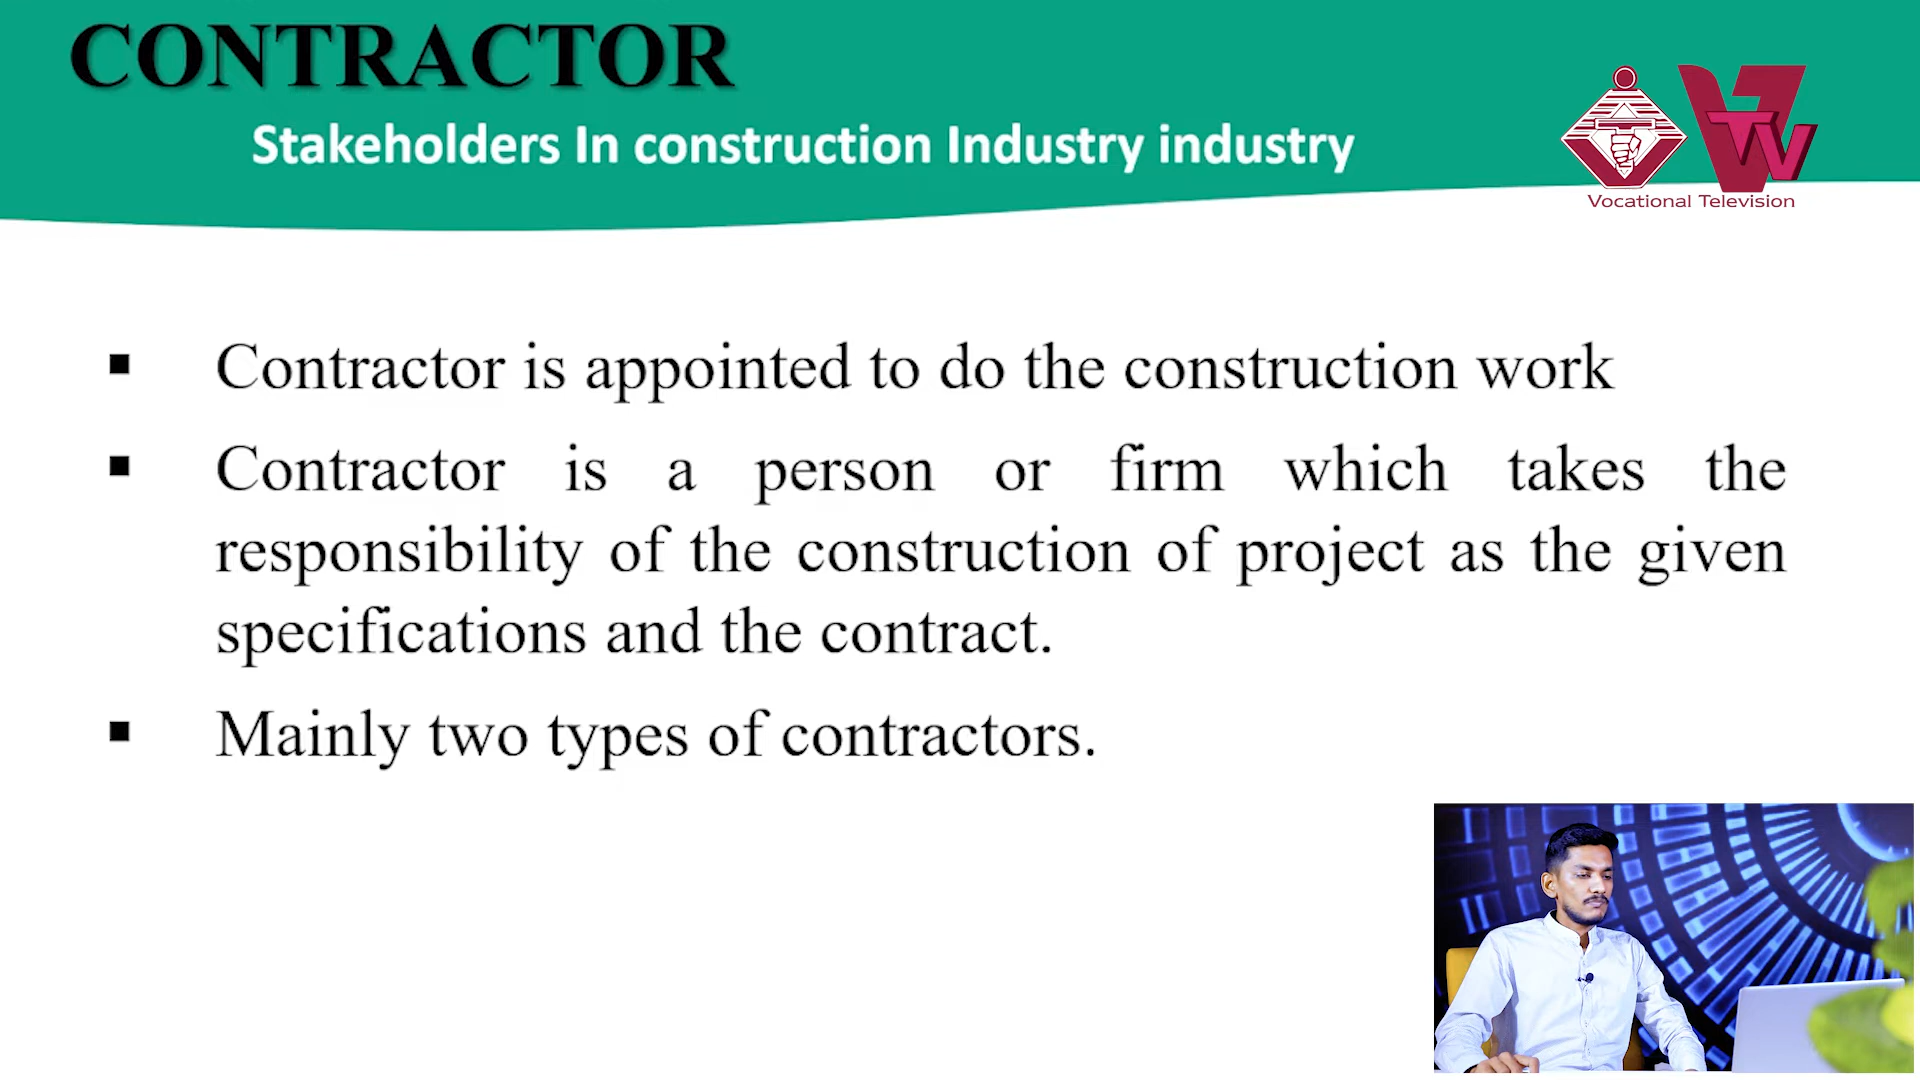 CONTRACTOR
Stakeholders In construction Industry industry
VTV
Vocational Television
▪ Contractor is appointed to do the construction work
▪ Contractor is a person or firm which takes the
responsibility of the construction of project as the given
specifications and the contract.
▪ Mainly two types of contractors.